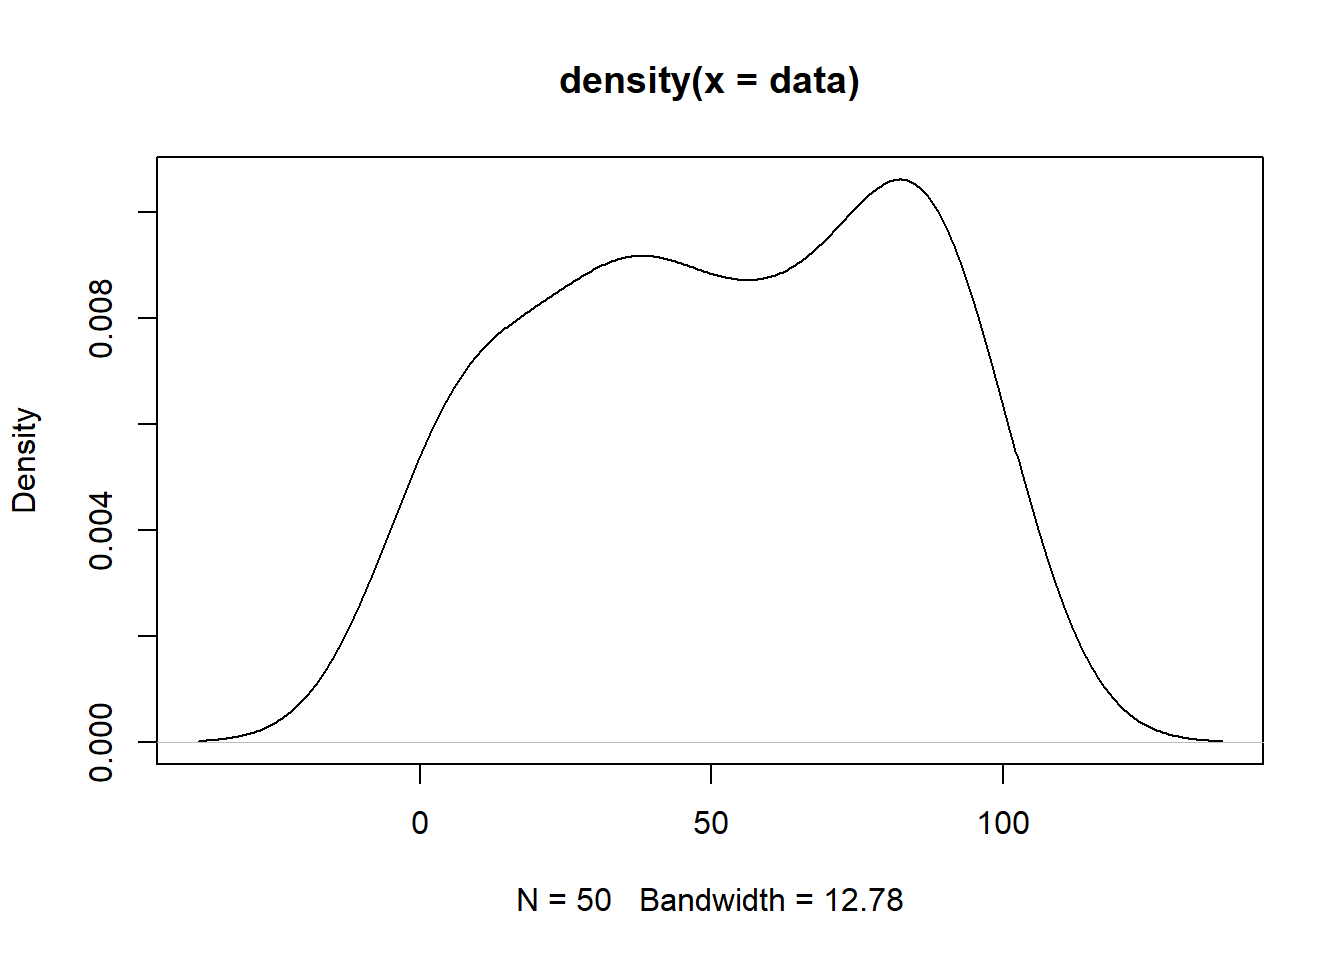 density(x = data)
Density
0.008
0.004
0.000
0 50 100
N = 50 Bandwidth = 12.78